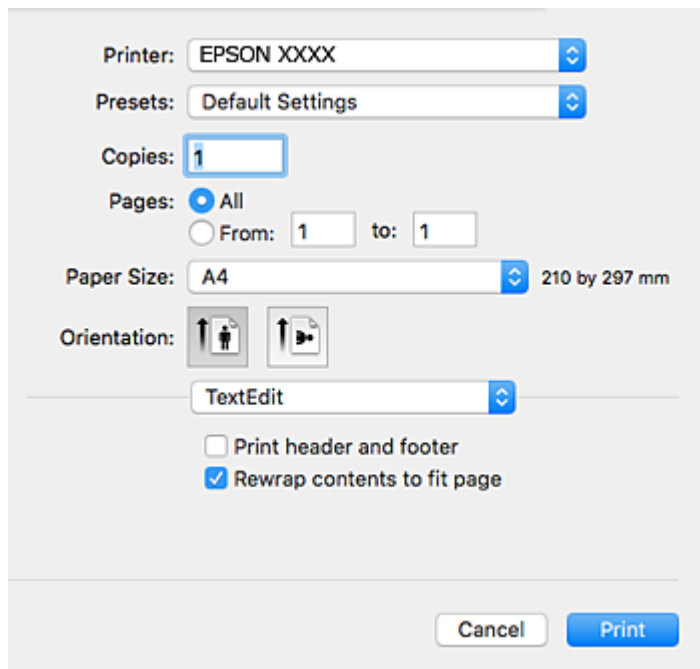 Printer: EPSON XXXX
Presets: Default Settings
Copies: 1
Pages: All
From: 1 to: 1
Paper Size: A4 210 by 297 mm
Orientation:
TextEdit
Print header and footer
Rewrap contents to fit page
Cancel Print